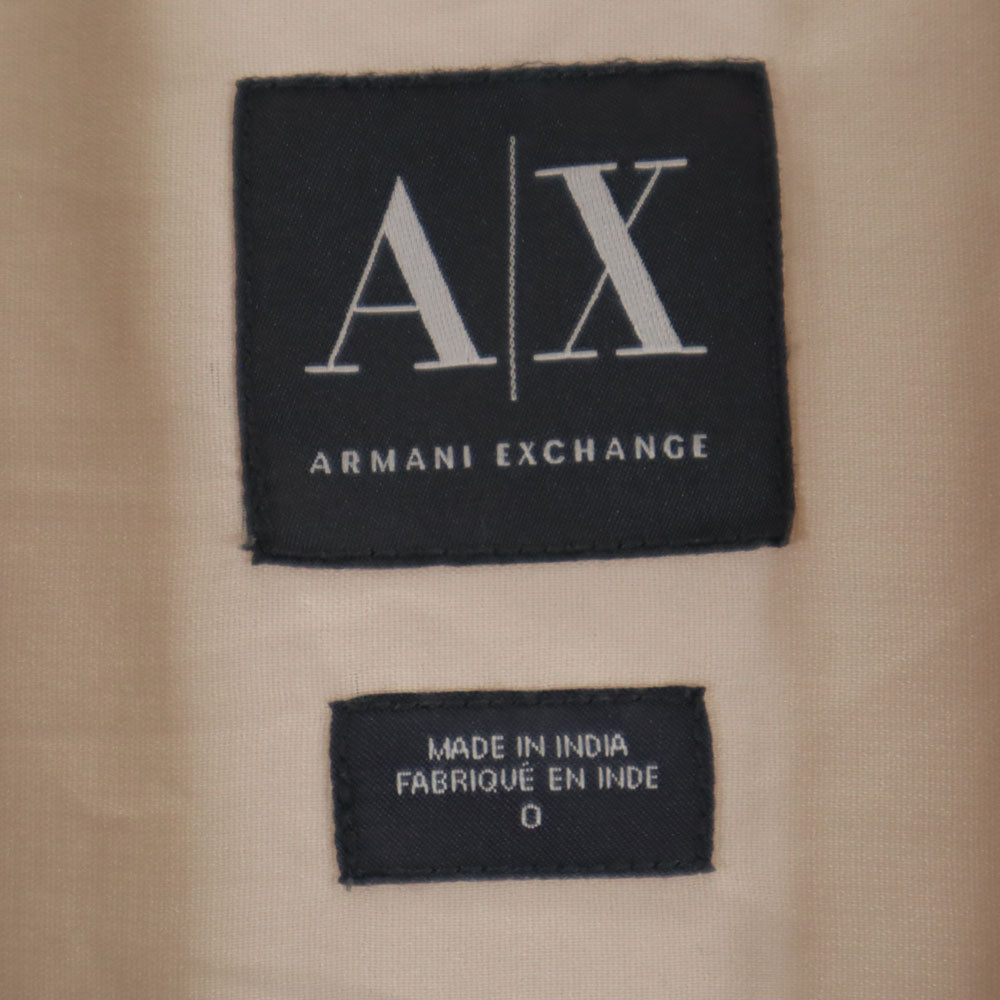 A|X
ARMANI EXCHANGE
MADE IN INDIA
FABRIQUÉ EN INDE
0